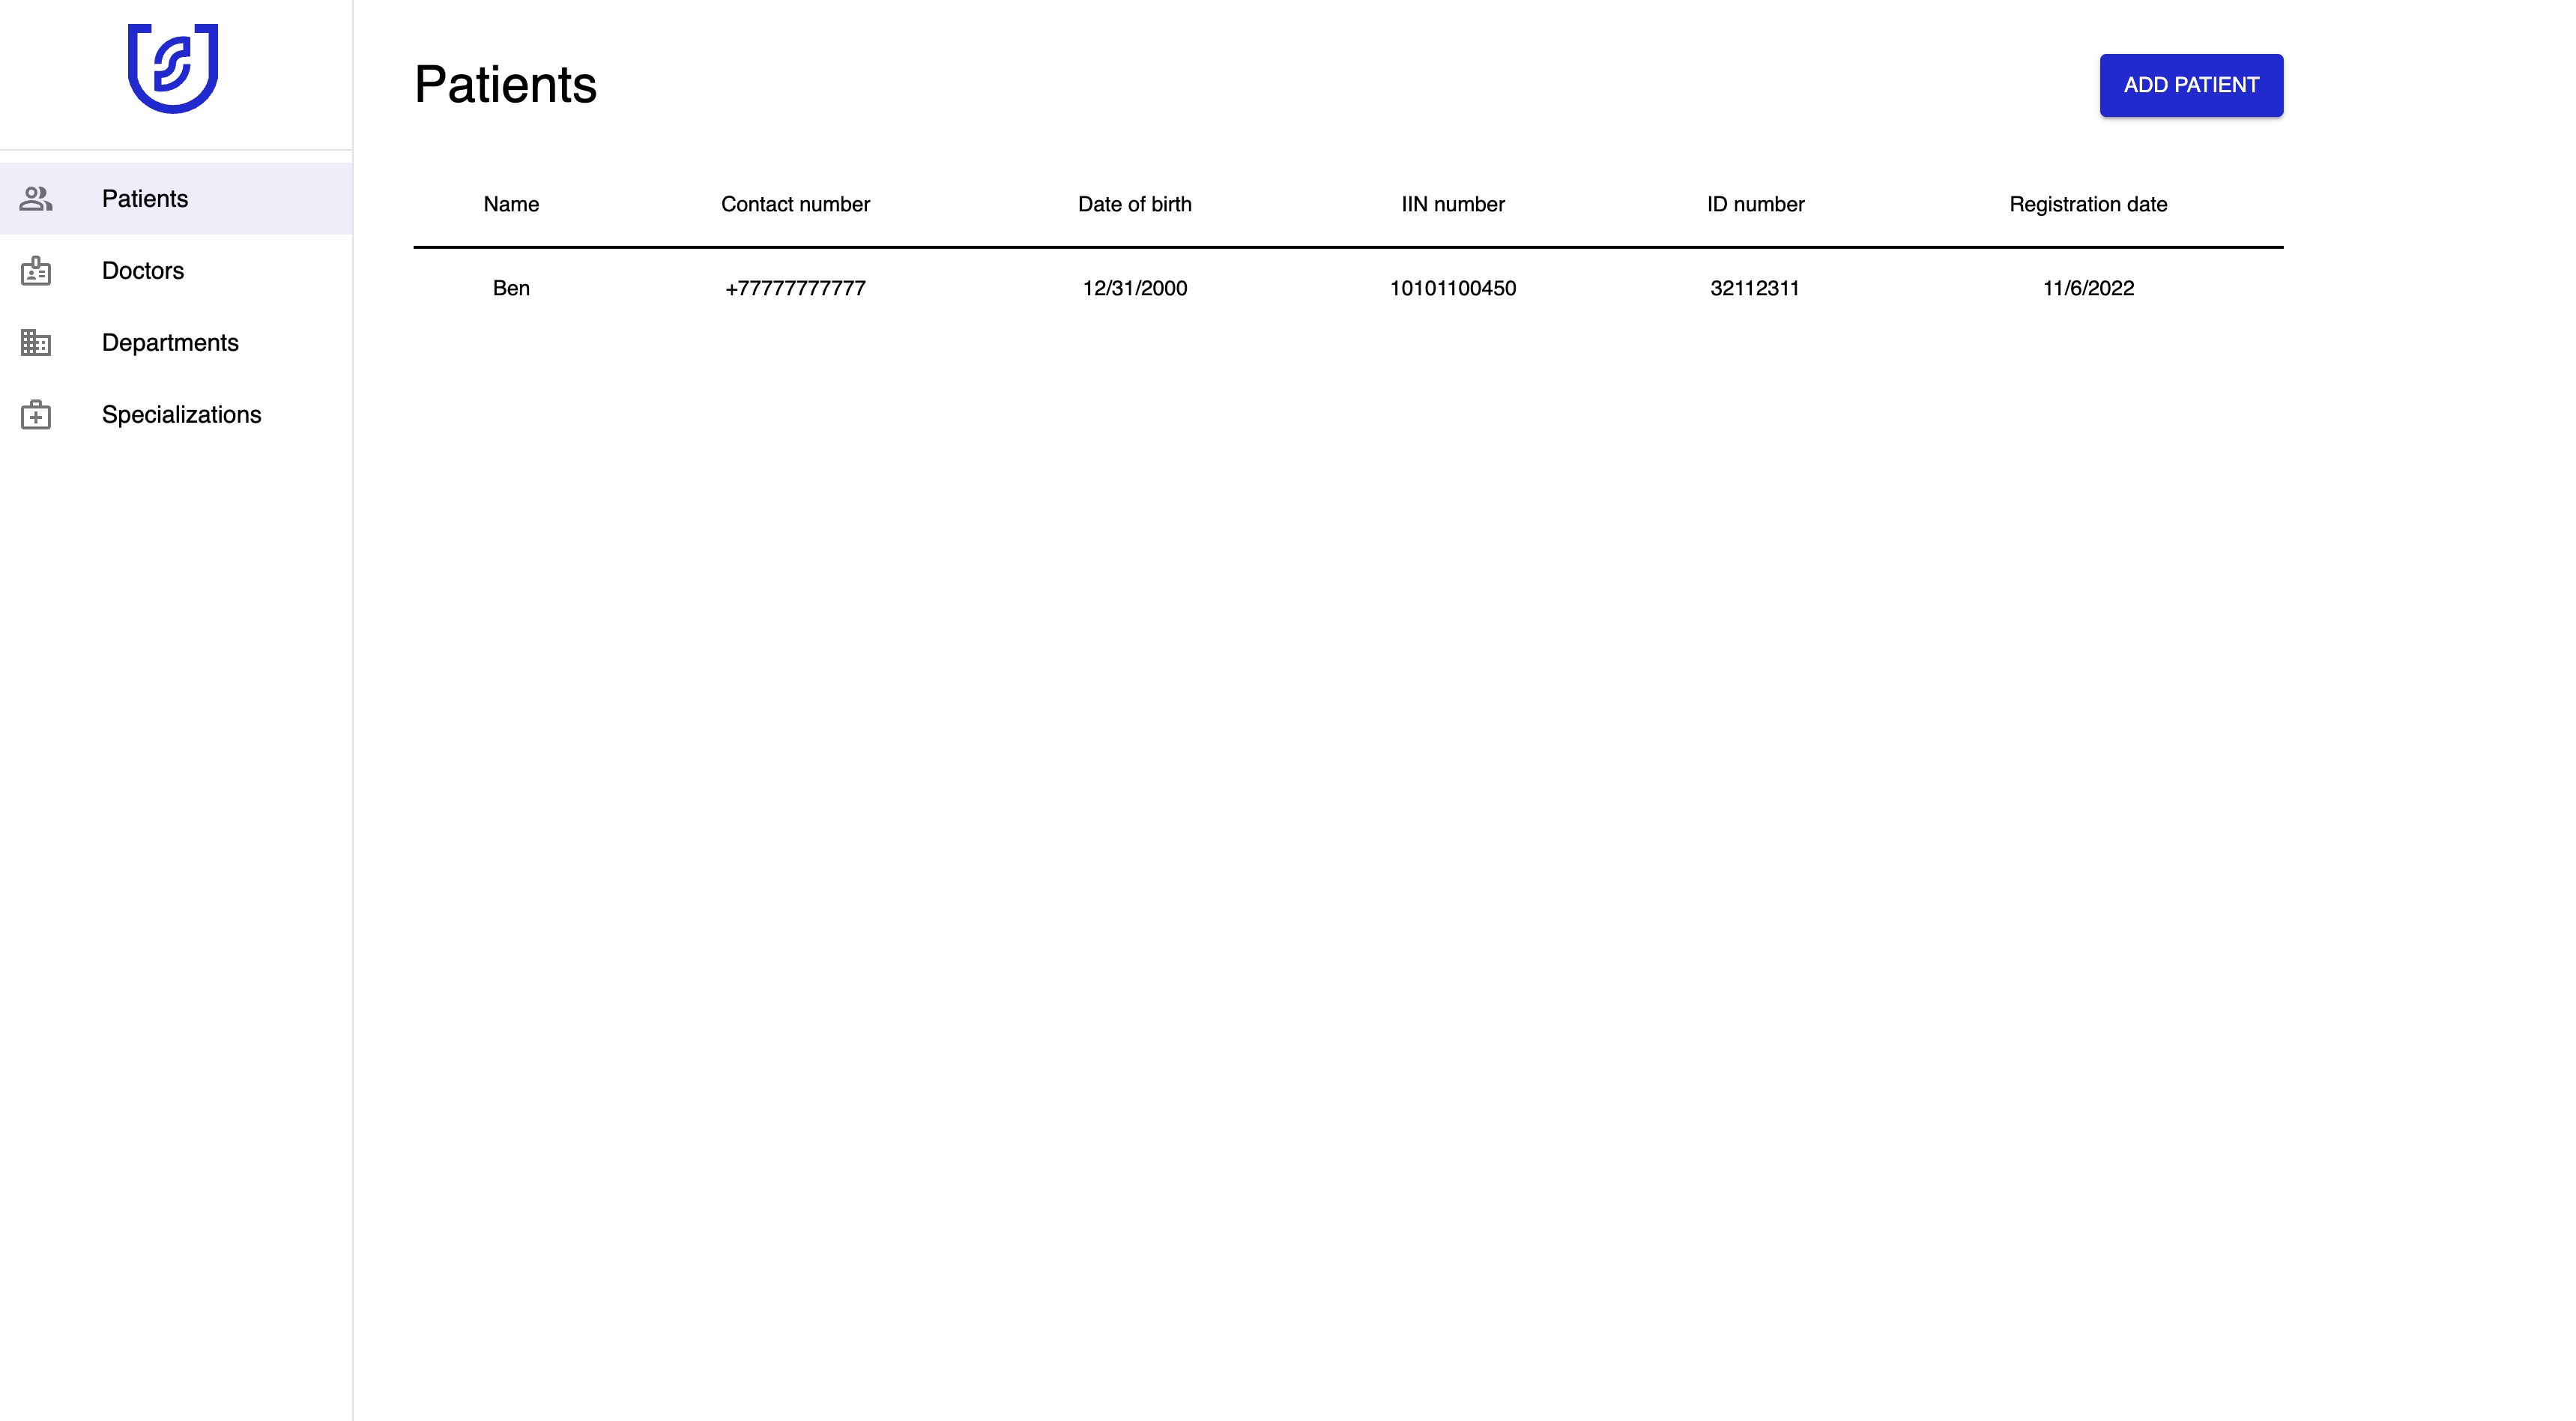 Patients
ADD PATIENT
Patients
Doctors
Departments
Specializations
Name Contact number Date of birth IIN number ID number Registration date
Ben +77777777777 12/31/2000 10101100450 32112311 11/6/2022